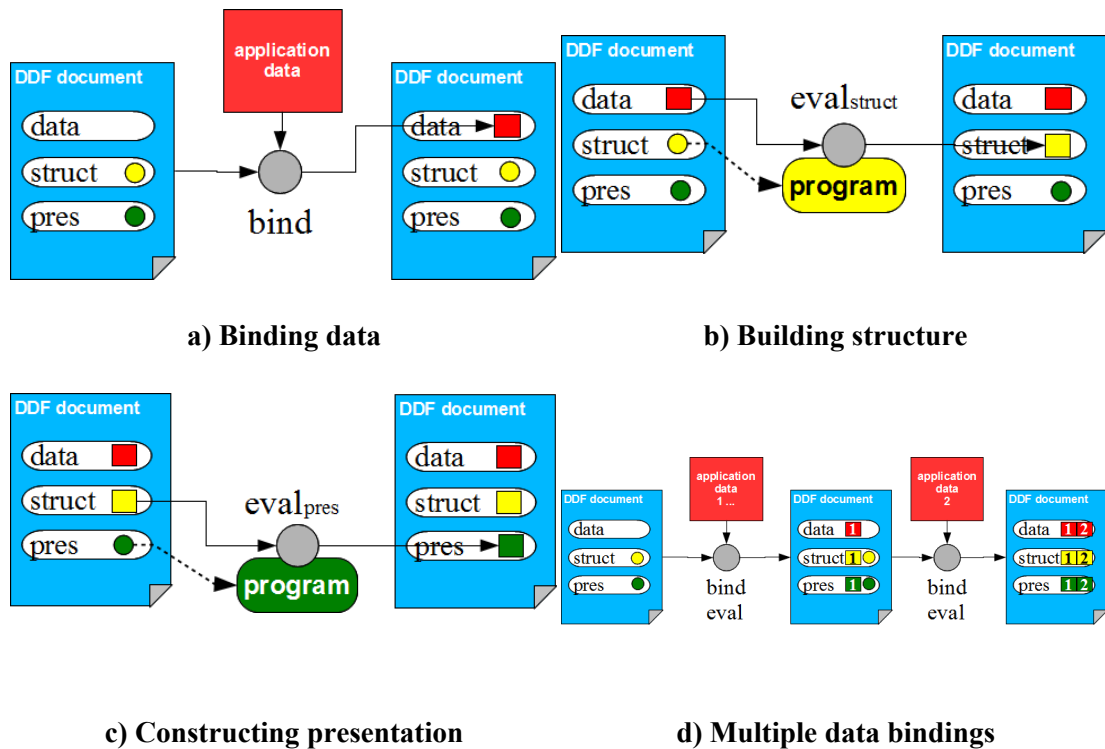 application
data
DDF document
data
struct
pres
bind
DDF document
data
struct
pres
a) Binding data
DDF document
data
struct
pres
evalstruct
program
DDF document
data
struct
pres
b) Building structure
DDF document
data
struct
pres
evalpres
program
DDF document
data
struct
pres
c) Constructing presentation
DDF document
data
struct
pres
application
data
1 ...
bind
eval
DDF document
data 1
struct 1
pres 1
application
data
2
bind
eval
DDF document
data 1 2
struct 1 2
pres 1 2
d) Multiple data bindings